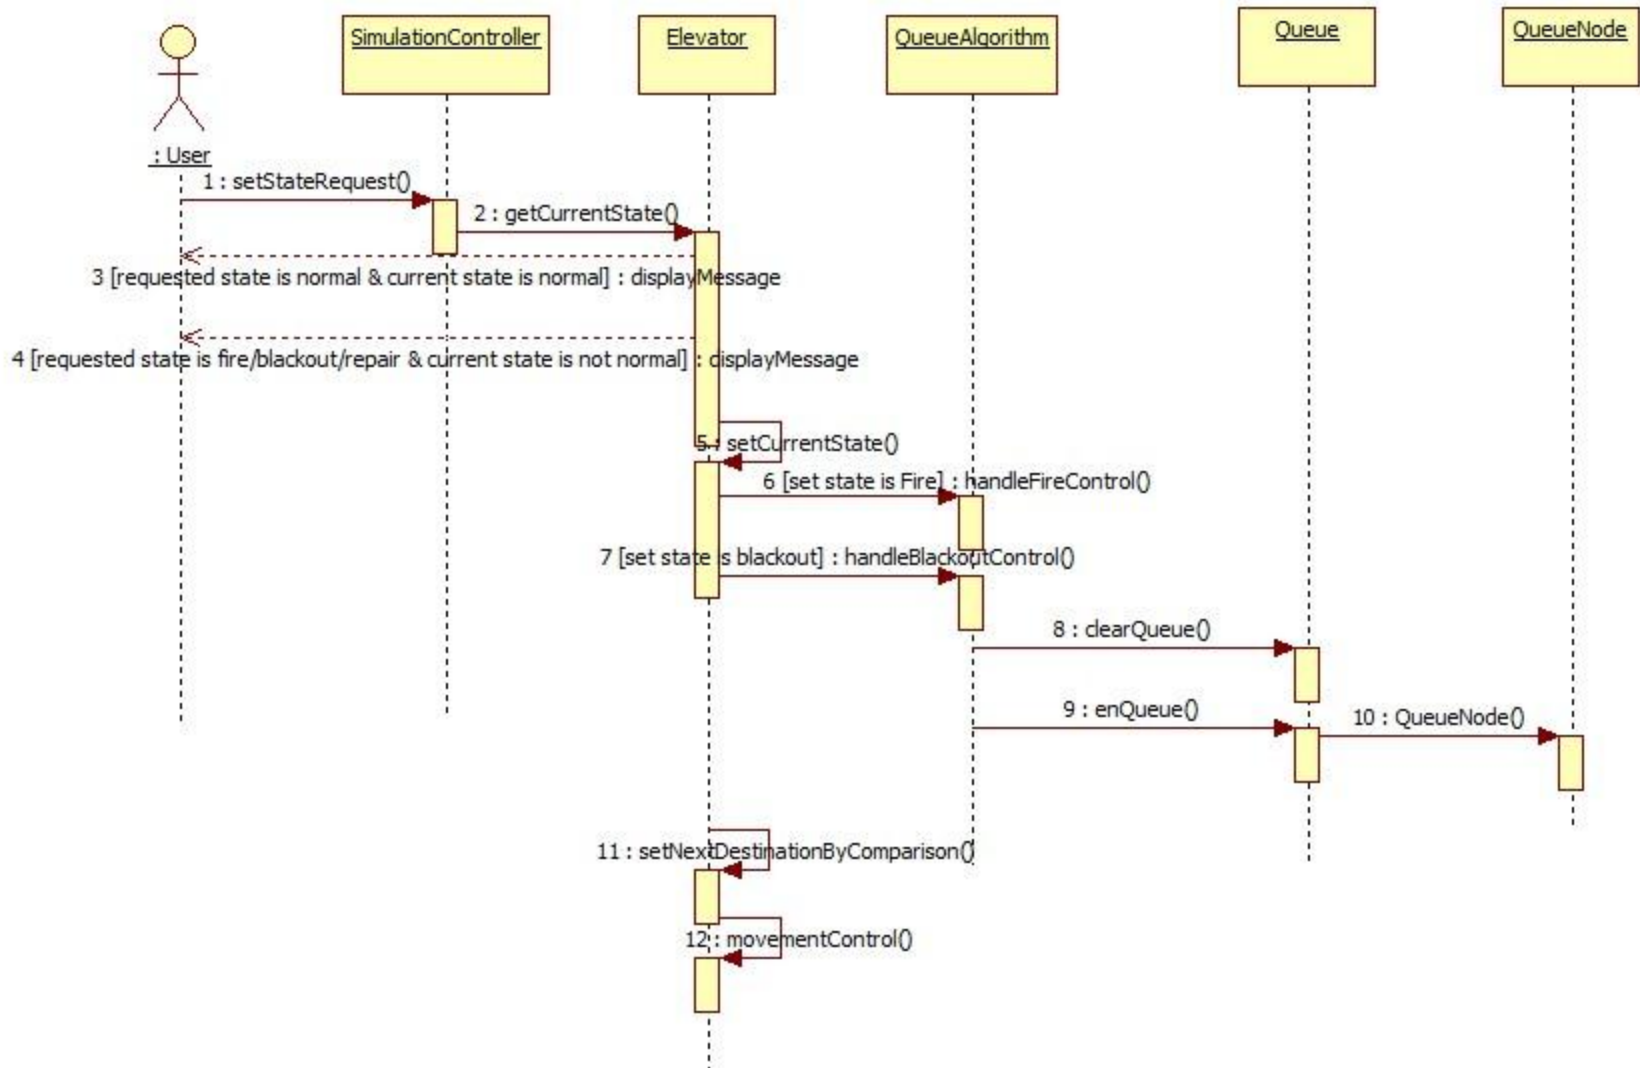 SimulationController
Elevator
QueueAlgorithm
Queue
QueueNode
: User
1 : setStateRequest()
2 : getCurrentState()
3 [requested state is normal & current state is normal] : displayMessage
4 [requested state is fire/blackout/repair & current state is not normal] : displayMessage
5 : setCurrentState()
6 [set state is Fire] : handleFireControl()
7 [set state is blackout] : handleBlackoutControl()
8 : clearQueue()
9 : enQueue()
10 : QueueNode()
11 : setNextDestinationByComparison()
12 : movementControl()